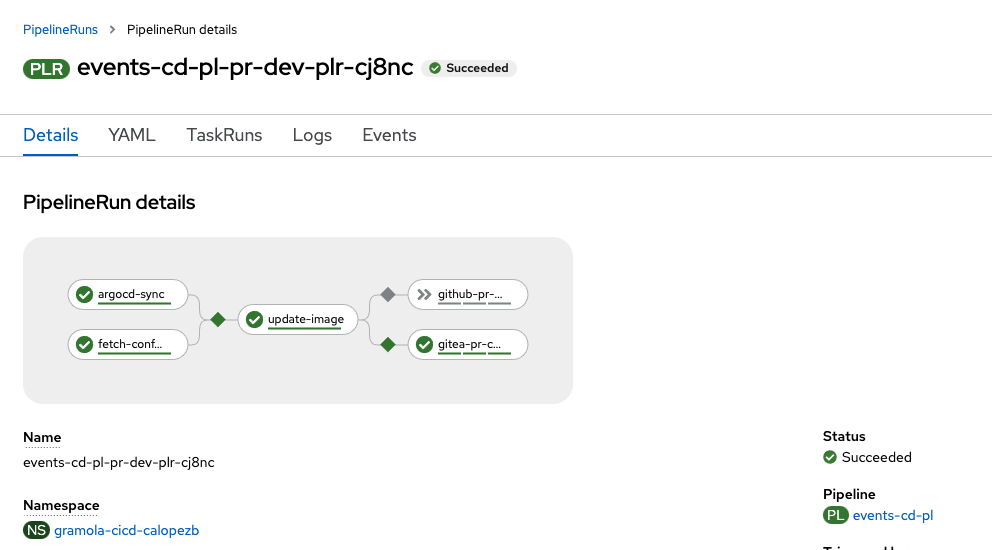 PipelineRuns > PipelineRun details
PLR events-cd-pl-pr-dev-plr-cj8nc Succeeded
Details YAML TaskRuns Logs Events
PipelineRun details
argocd-sync
fetch-conf...
update-image
github-pr-...
gitea-pr-c...
Name
events-cd-pl-pr-dev-plr-cj8nc
Namespace
NS gramola-cicd-calopezb
Status
Succeeded
Pipeline
PL events-cd-pl